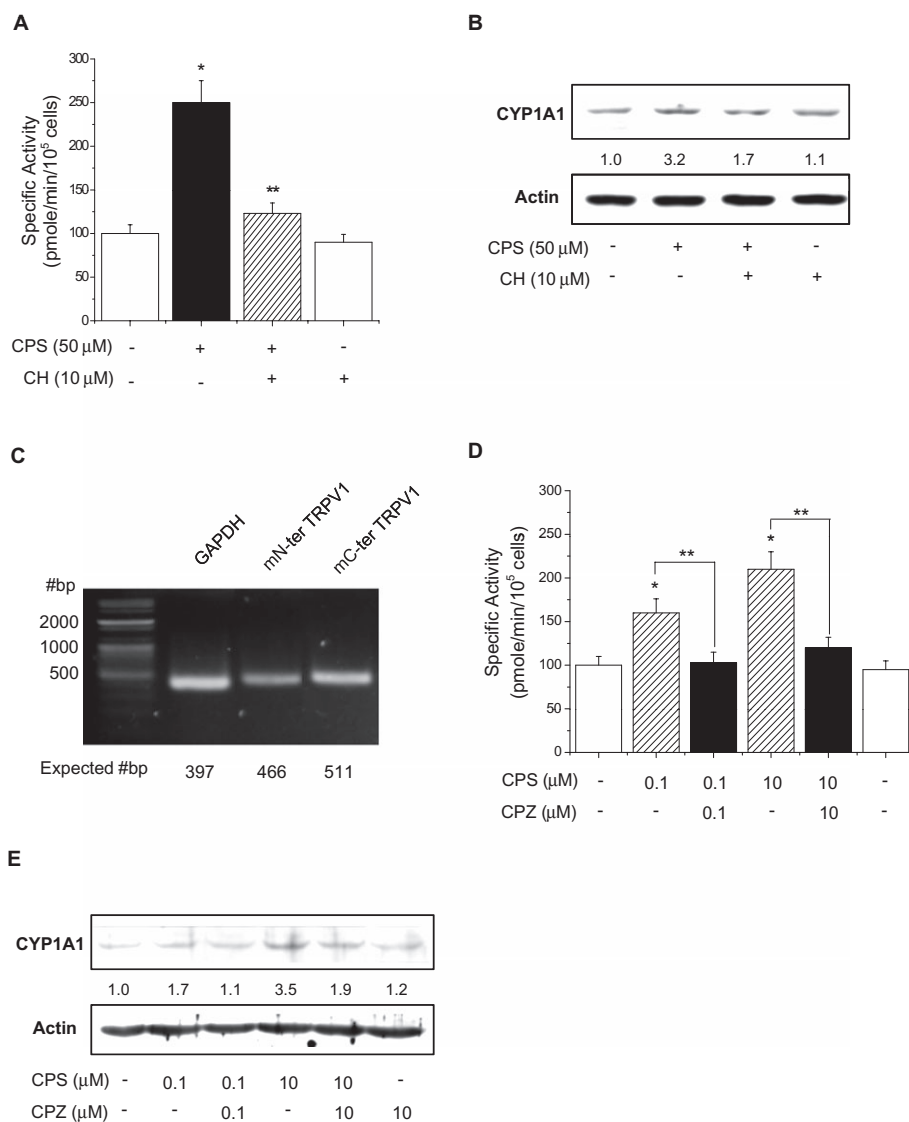 A
300
250
200
150
100
50
0
Specific Activity
(pmole/min/10⁵ cells)
*
**
CPS (50 μM) - + + -
CH (10 μM) - - + +
B
CYP1A1
1.0 3.2 1.7 1.1
Actin
CPS (50 μM) - + + -
CH (10 μM) - - + +
C
GAPDH
mN-ter TRPV1
mC-ter TRPV1
#bp
2000
1000
500
Expected #bp 397 466 511
D
300
250
200
150
100
50
0
Specific Activity
(pmole/min/10⁵ cells)
* ** * **
CPS (μM) - 0.1 0.1 10 10 -
CPZ (μM) - - 0.1 - 10 -
E
CYP1A1
1.0 1.7 1.1 3.5 1.9 1.2
Actin
CPS (μM) - 0.1 0.1 10 10 -
CPZ (μM) - - 0.1 - 10 10